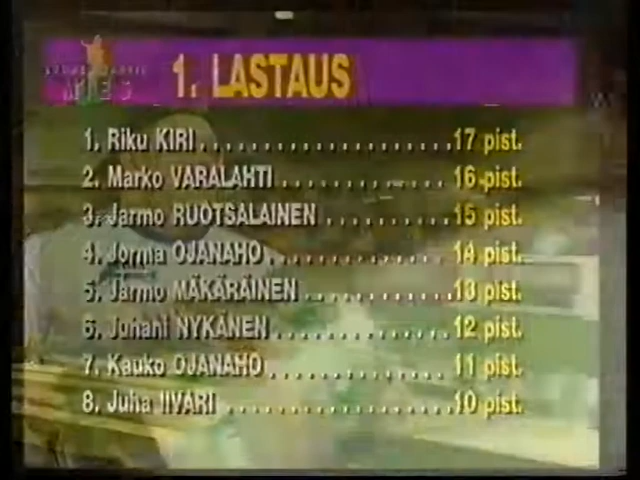 MIES
1. LASTAUS
1. Riku KIRI....................17 pist.
2. Marko VARALAHTI.............16 pist.
3. Jarmo RUOTSALAINEN..........15 pist.
4. Jorma OJANAHO...............14 pist.
5. Jarmo MÄKÄRÄINEN............13 pist.
6. Juhani NYKÄNEN..............12 pist.
7. Kauko OJANAHO...............11 pist.
8. Juha IIVARI.................10 pist.